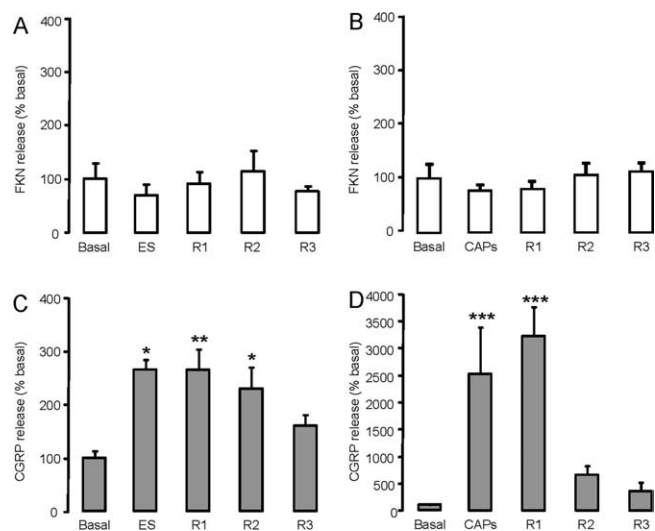 A
FKN release (% basal)
400
300
200
100
0
Basal ES R1 R2 R3
B
FKN release (% basal)
400
300
200
100
0
Basal CAPs R1 R2 R3
C
CGRP release (% basal)
400
300
200
100
0
* ** *
Basal ES R1 R2 R3
D
CGRP release (% basal)
4000
3500
3000
2500
2000
1500
1000
500
0
*** ***
Basal CAPs R1 R2 R3